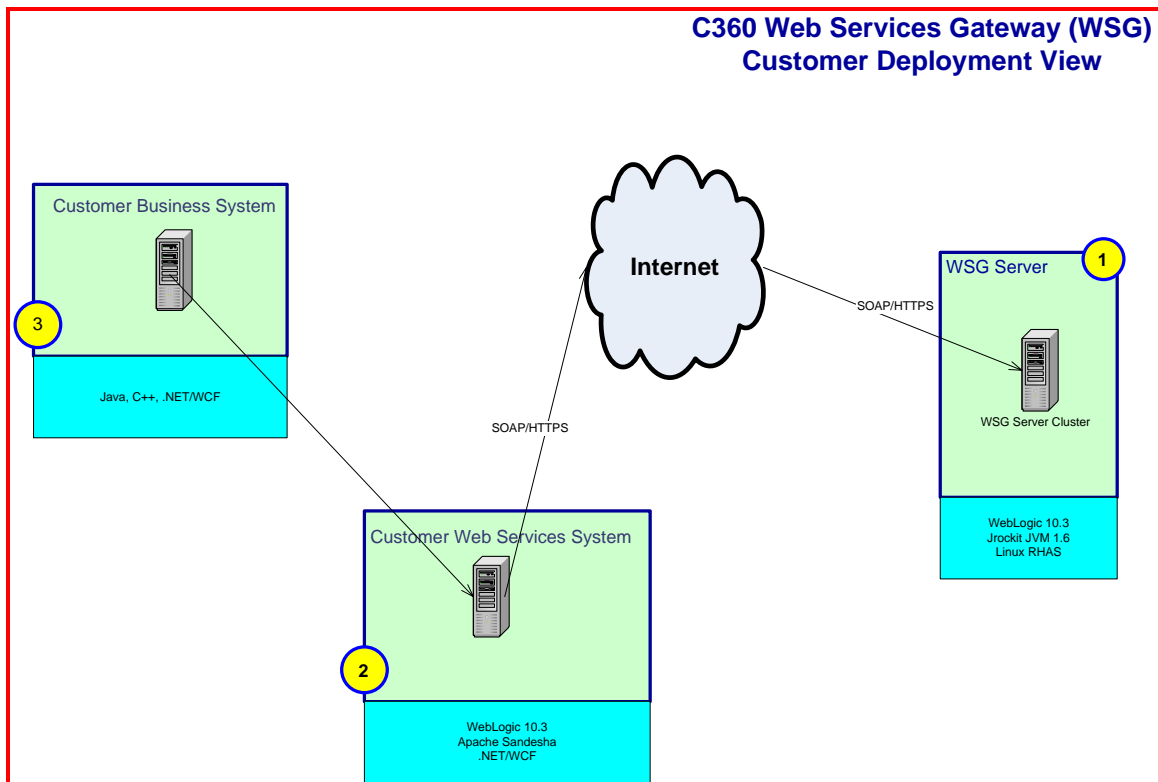 C360 Web Services Gateway (WSG)
Customer Deployment View
Customer Business System
3
Java, C++, .NET/WCF
Internet
SOAP/HTTPS
SOAP/HTTPS
WSG Server
1
WSG Server Cluster
WebLogic 10.3
Jrockit JVM 1.6
Linux RHAS
Customer Web Services System
2
WebLogic 10.3
Apache Sandesha
.NET/WCF